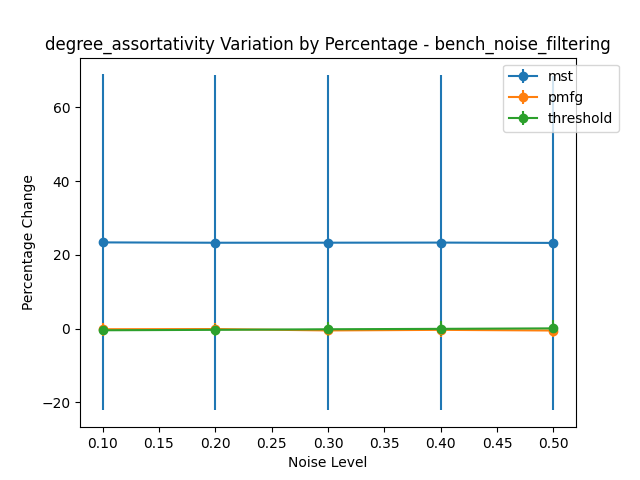 degree_assortativity Variation by Percentage - bench_noise_filtering
mst
pmfg
threshold
Percentage Change
60
40
20
0
−20
0.10 0.15 0.20 0.25 0.30 0.35 0.40 0.45 0.50
Noise Level